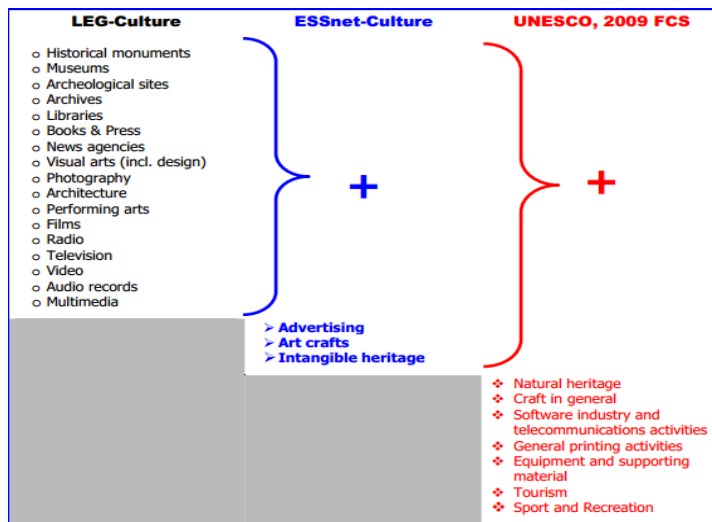 LEG-Culture
ESSnet-Culture
UNESCO, 2009 FCS
o Historical monuments
o Museums
o Archeological sites
o Archives
o Libraries
o Books & Press
o News agencies
o Visual arts (incl. design)
o Photography
o Architecture
o Performing arts
o Films
o Radio
o Television
o Video
o Audio records
o Multimedia
+
+
➢ Advertising
➢ Art crafts
➢ Intangible heritage
❖ Natural heritage
❖ Craft in general
❖ Software industry and
telecommunications activities
❖ General printing activities
❖ Equipment and supporting
material
❖ Tourism
❖ Sport and Recreation